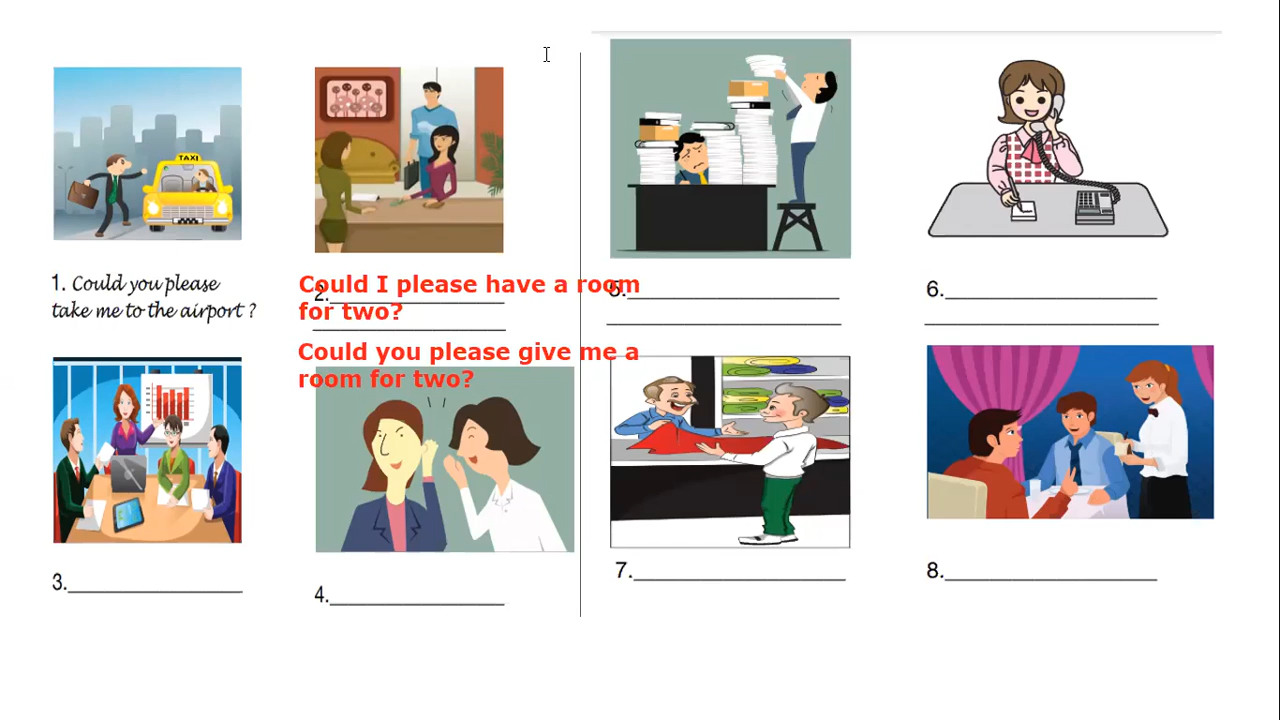 TAXI
1. Could you please
take me to the airport ?
2.
Could I please have a room
for two?
Could you please give me a
room for two?
3.
4.
5.
6.
7.
8.